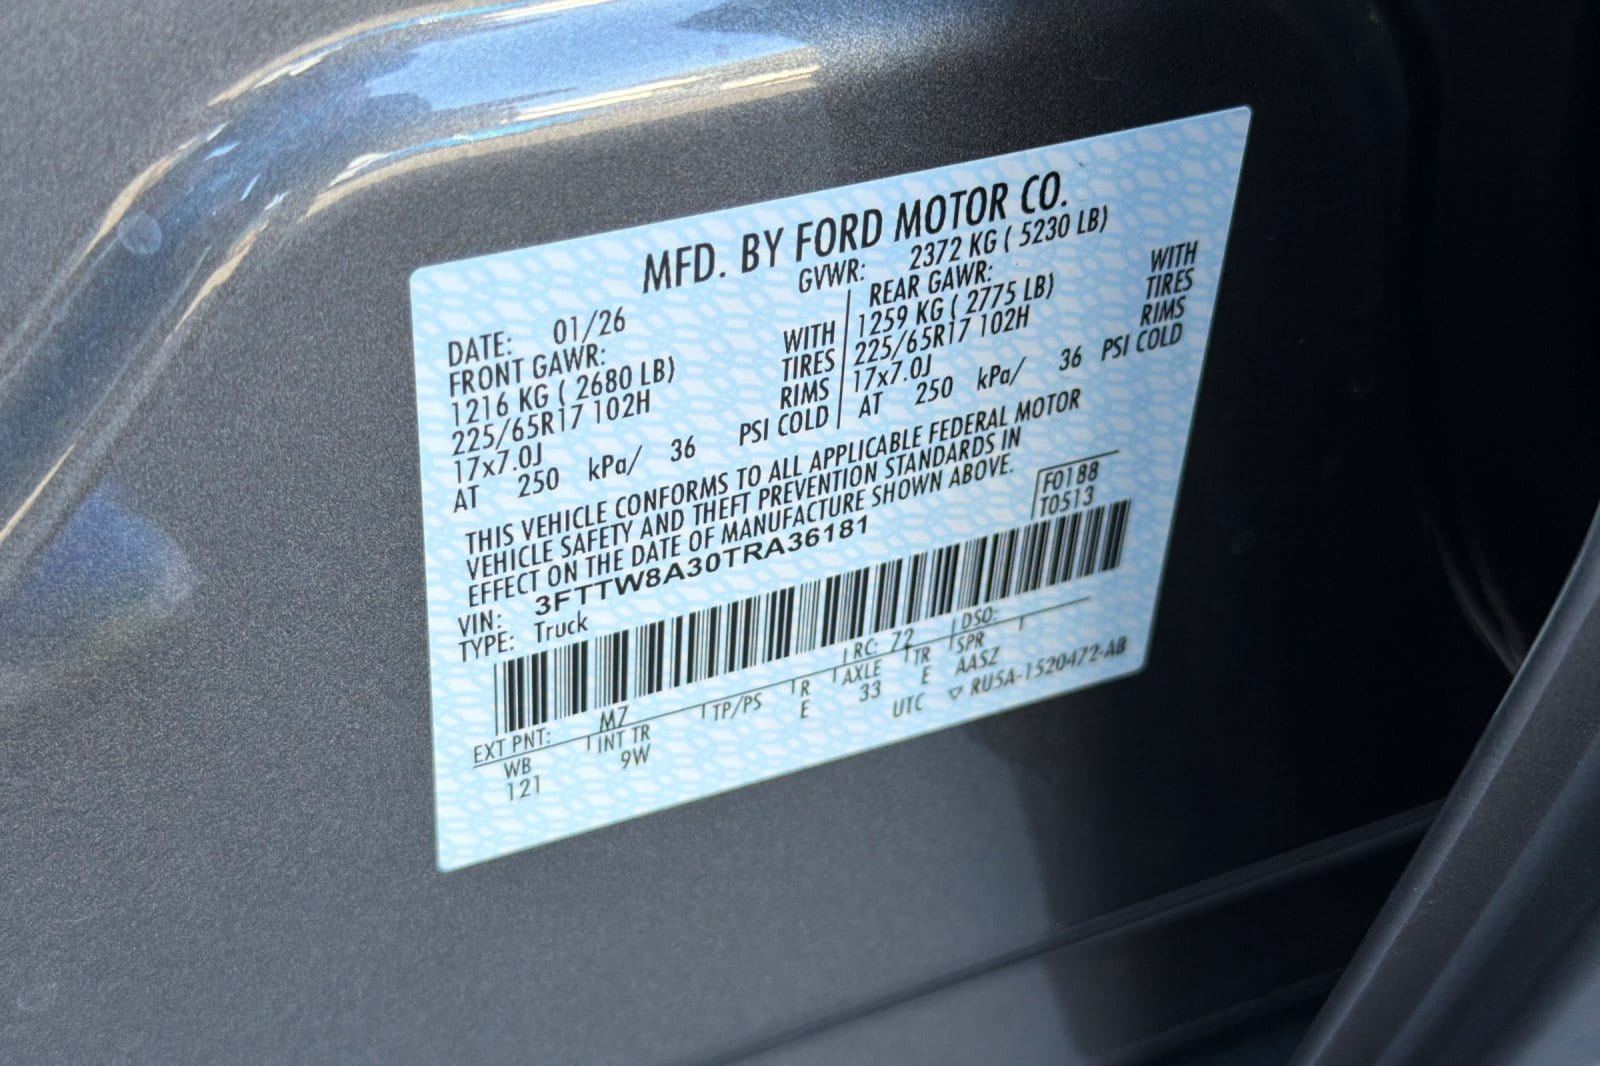 MFD. BY FORD MOTOR CO.
DATE: 01/26 GVWR: 2372 KG ( 5230 LB)
FRONT GAWR: REAR GAWR:
1216 KG ( 2680 LB) WITH 1259 KG ( 2775 LB) WITH
225/65R17 102H TIRES 225/65R17 102H TIRES
17x7.0J RIMS 17x7.0J RIMS
AT 250 kPa/ 36 PSI COLD AT 250 kPa/ 36 PSI COLD
THIS VEHICLE CONFORMS TO ALL APPLICABLE FEDERAL MOTOR
VEHICLE SAFETY AND THEFT PREVENTION STANDARDS IN
EFFECT ON THE DATE OF MANUFACTURE SHOWN ABOVE.
F0188
T0513
VIN: 3FTTW8A30TRA36181
TYPE: Truck
EXT PNT: M7 RC: 72 DSO:
WB INT TR TP/PS R AXLE TR SPR
121 9W E 33 E AASZ
UTC ▽ RU5A-1520472-AB